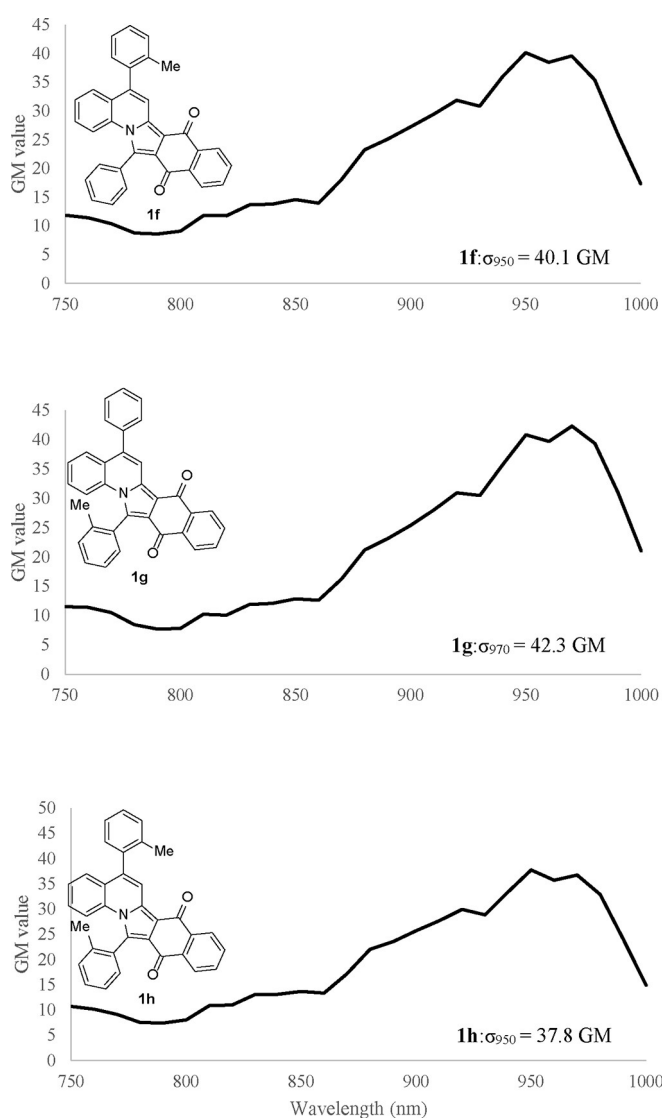 45
40
35
30
25
20
15
10
5
0
GM value
Me
N
O
O
1f
1f:σ950 = 40.1 GM
750 800 850 900 950 1000
45
40
35
30
25
20
15
10
5
0
GM value
O
N
Me
O
1g
1g:σ970 = 42.3 GM
750 800 850 900 950 1000
50
45
40
35
30
25
20
15
10
5
0
GM value
Me
O
N
Me
O
1h
1h:σ950 = 37.8 GM
750 800 850 900 950 1000
Wavelength (nm)